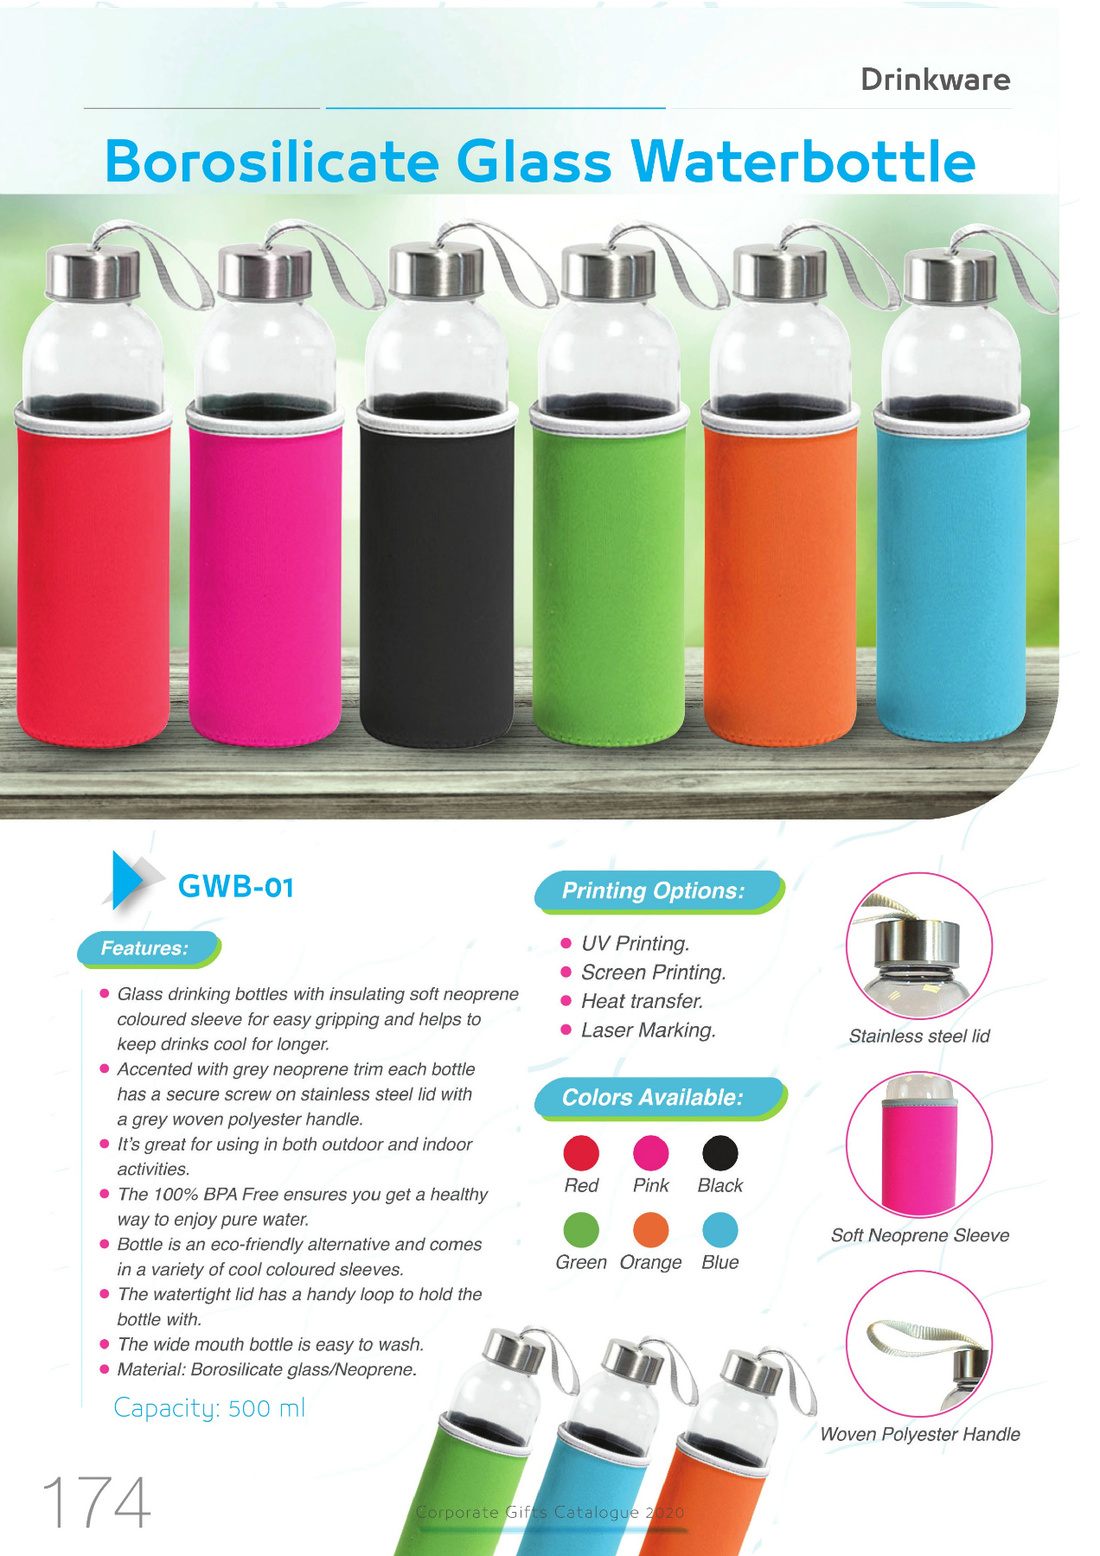 Drinkware
Borosilicate Glass Waterbottle
GWB-01
Features:
Glass drinking bottles with insulating soft neoprene
coloured sleeve for easy gripping and helps to
keep drinks cool for longer.
Accented with grey neoprene trim each bottle
has a secure screw on stainless steel lid with
a grey woven polyester handle.
It's great for using in both outdoor and indoor
activities.
The 100% BPA Free ensures you get a healthy
way to enjoy pure water.
Bottle is an eco-friendly alternative and comes
in a variety of cool coloured sleeves.
The watertight lid has a handy loop to hold the
bottle with.
The wide mouth bottle is easy to wash.
Material: Borosilicate glass/Neoprene.
Capacity: 500 ml
Printing Options:
UV Printing.
Screen Printing.
Heat transfer.
Laser Marking.
Colors Available:
Red Pink Black
Green Orange Blue
Stainless steel lid
Soft Neoprene Sleeve
Woven Polyester Handle
174
Corporate Gifts Catalogue 2020